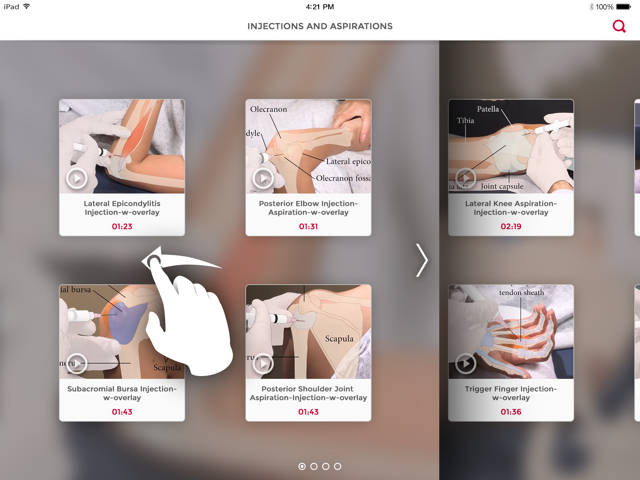 iPad
4:21 PM
100%
INJECTIONS AND ASPIRATIONS
Olecranon
dyle
Lateral epico
Olecranon fossa
Patella
Tibia
Joint capsule
Lateral Epicondylitis
Injection-w-overlay
01:23
Posterior Elbow Injection-
Aspiration-w-overlay
01:31
Lateral Knee Aspiration-
Injection-w-overlay
02:19
ial bursa
nerus
Scapula
Scapula
tendon sheath
Subacromial Bursa Injection-
w-overlay
01:43
Posterior Shoulder Joint
Aspiration-Injection-w-overlay
01:43
Trigger Finger Injection-
w-overlay
01:36